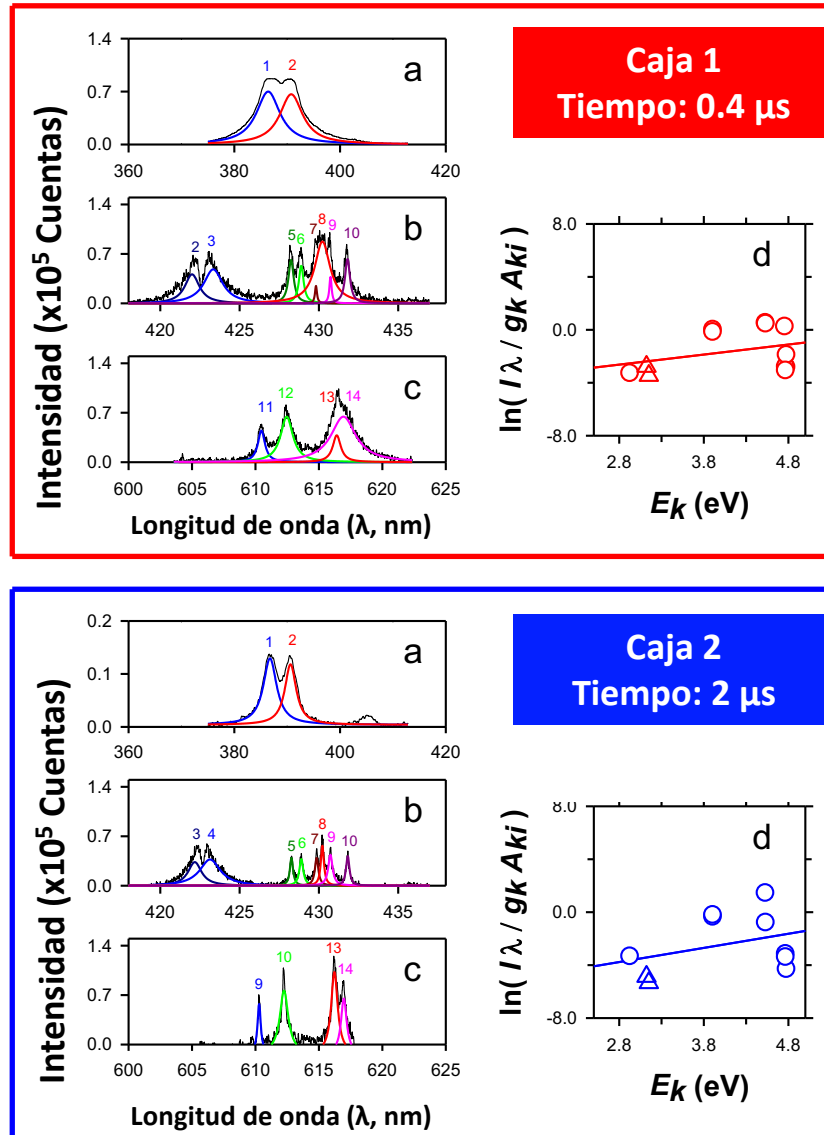 Caja 1
Tiempo: 0.4 µs
Intensidad (x10⁵ Cuentas)
a
1 2
1.4
0.7
0.0
360 380 400 420
b
2 3 5 6 7 8 9 10
1.4
0.7
0.0
420 425 430 435
c
11 12 13 14
1.4
0.7
0.0
600 605 610 615 620 625
Longitud de onda (λ, nm)
d
ln( I λ / gk Aki )
8.0
0.0
-8.0
2.8 3.8 4.8
Ek (eV)
Caja 2
Tiempo: 2 µs
Intensidad (x10⁵ Cuentas)
a
1 2
0.2
0.1
0.0
360 380 400 420
b
3 4 5 6 7 8 9 10
1.4
0.7
0.0
420 425 430 435
c
9 10 13 14
1.4
0.7
0.0
600 605 610 615 620 625
Longitud de onda (λ, nm)
d
ln( I λ / gk Aki )
8.0
0.0
-8.0
2.8 3.8 4.8
Ek (eV)